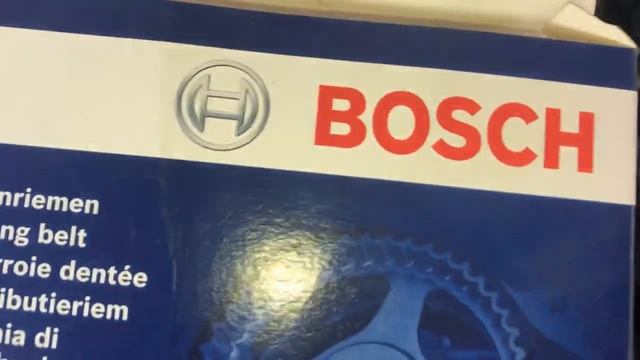 BOSCH
nriemen
ng belt
rroie dentée
ributieriem
nia di